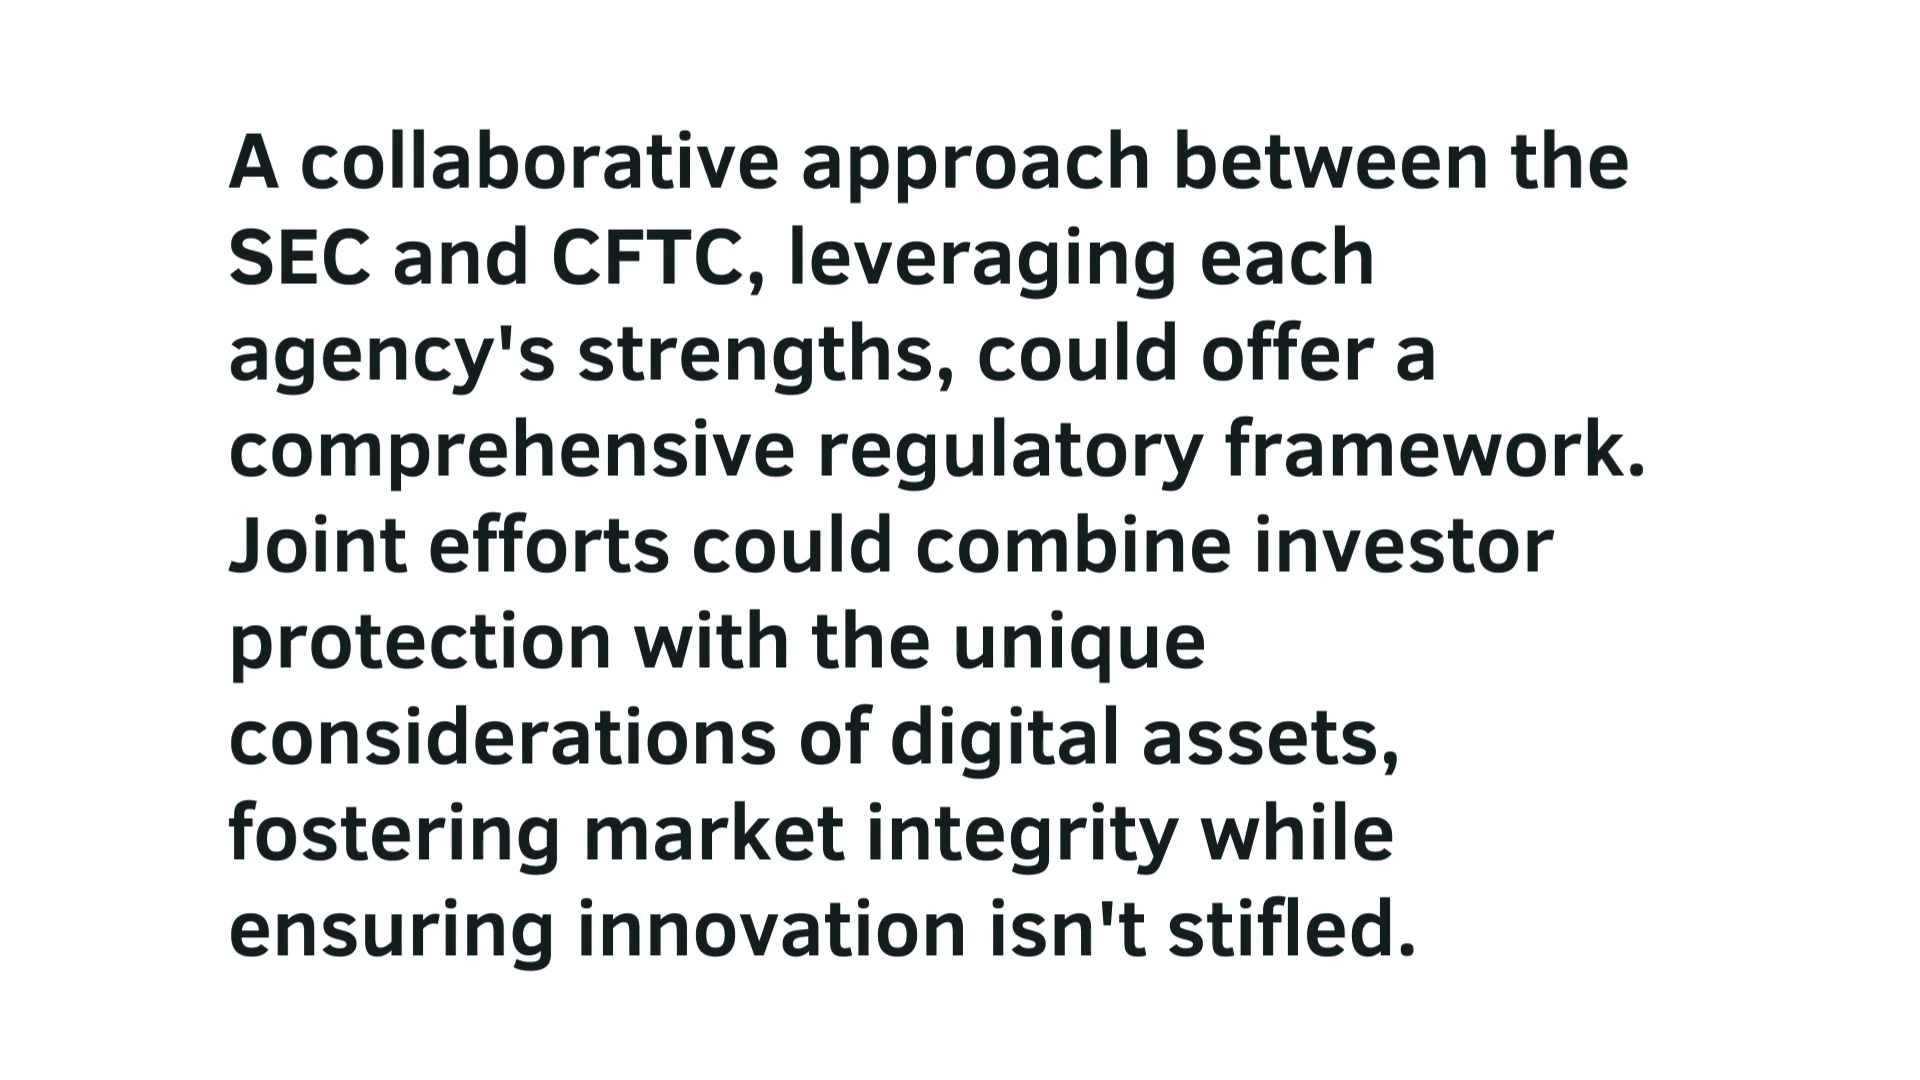 A collaborative approach between the
SEC and CFTC, leveraging each
agency's strengths, could offer a
comprehensive regulatory framework.
Joint efforts could combine investor
protection with the unique
considerations of digital assets,
fostering market integrity while
ensuring innovation isn't stifled.